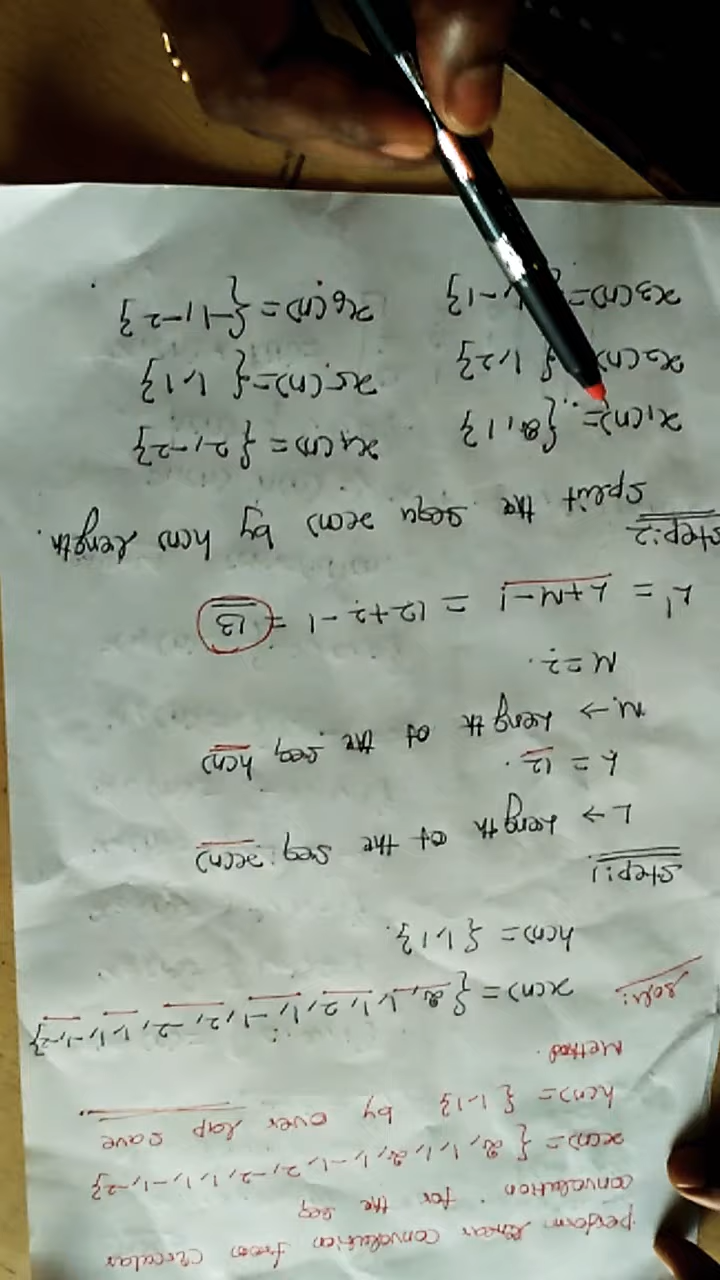 perform linear convolution from circular
convolution for the seq
x(n) = {2, 1, 1, 2, 1, -1, 2, -2, 1, 1, -1, -2}
h(n) = {1, 1} by over lap save
Method.
Soln:
x(n) = {2, 1, 1, 2, 1, -1, 2, -2, 1, 1, -1, -2}
h(n) = {1, 1}.
Step:1
L → Length of the seq x(n)
L = 12.
M → Length of the seq h(n)
M = 2.
L' = L+M-1 = 12+2-1 = 13
Step:2
Split the sequ x(n) by h(n) length.
x1(n) = {2, 1} x4(n) = {2, -2}
x2(n) { 1, 2} x5(n) = { 1, 1}
x3(n) = { , -1} x6(n) = {-1, -2}